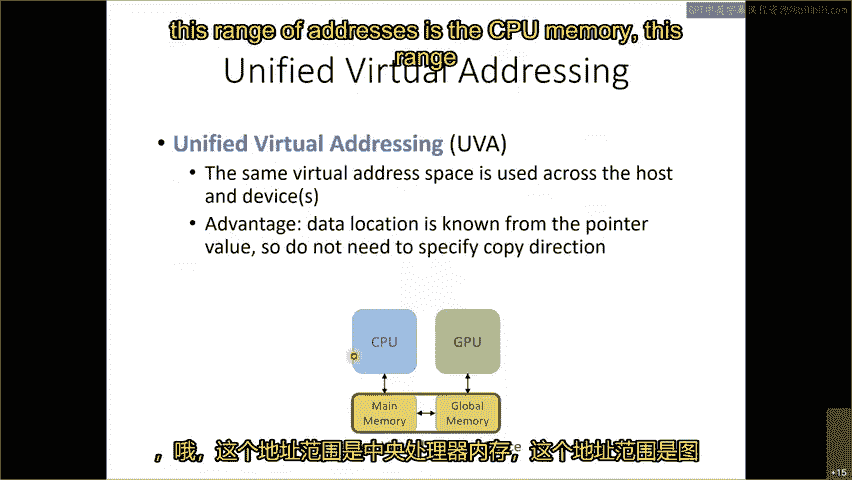 this range of addresses is the CPU memory, this
range
Unified Virtual Addressing
• Unified Virtual Addressing (UVA)
• The same virtual address space is used across the host
and device(s)
• Advantage: data location is known from the pointer
value, so do not need to specify copy direction
CPU
GPU
Main
Memory
Global
Memory
，哦，这个地址范围是中央处理器内存，这个地址范围是图
+15